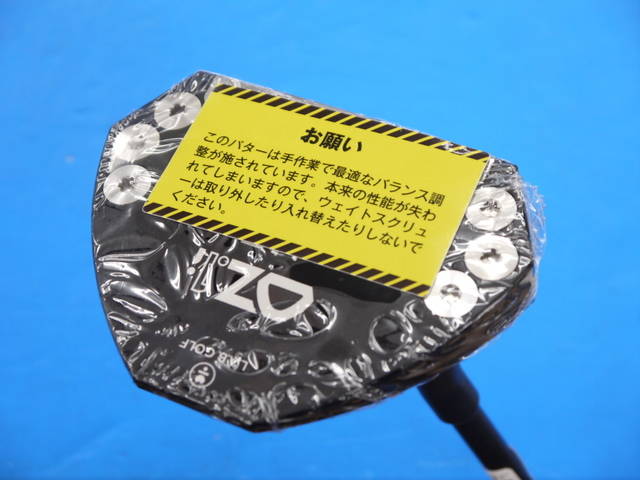 お願い
このパターは手作業で最適なバランス調
整が施されています。本来の性能が失わ
れてしまいますので、ウェイトスクリュ
ーは取り外したり入れ替えたりしないで
ください。
DZ
L.A.B GOLF